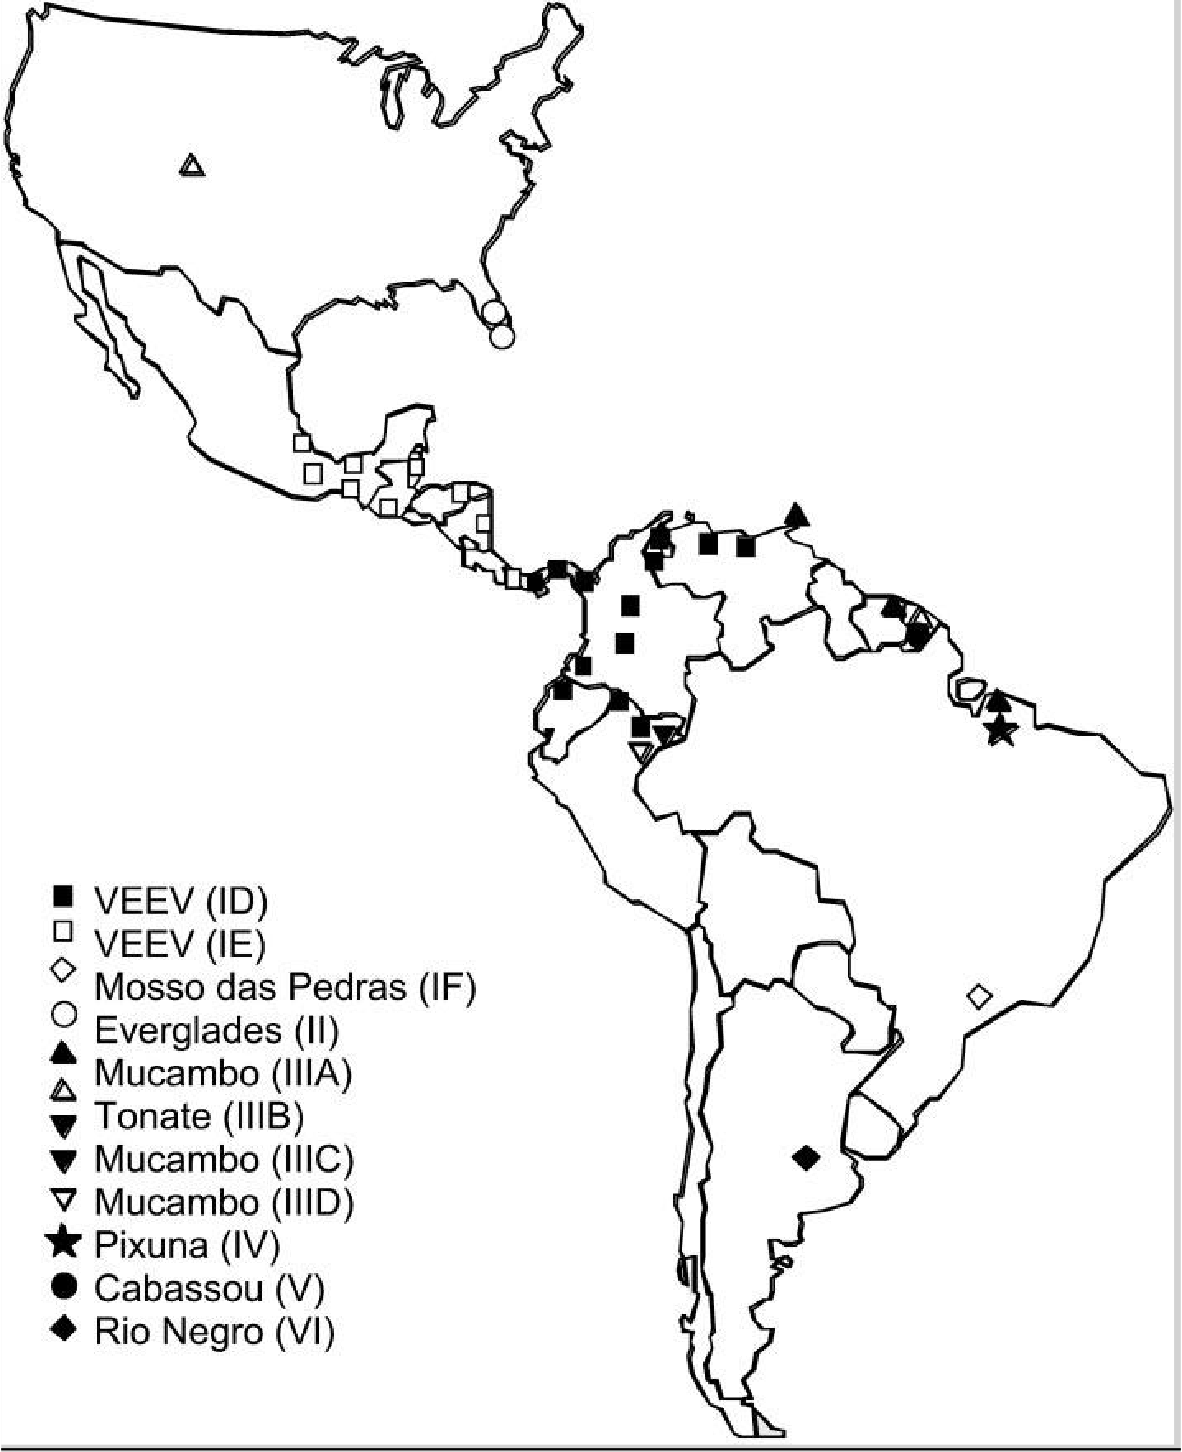 VEEV (ID)
VEEV (IE)
Mosso das Pedras (IF)
Everglades (II)
Mucambo (IIIA)
Tonate (IIIB)
Mucambo (IIIC)
Mucambo (IIID)
Pixuna (IV)
Cabassou (V)
Rio Negro (VI)